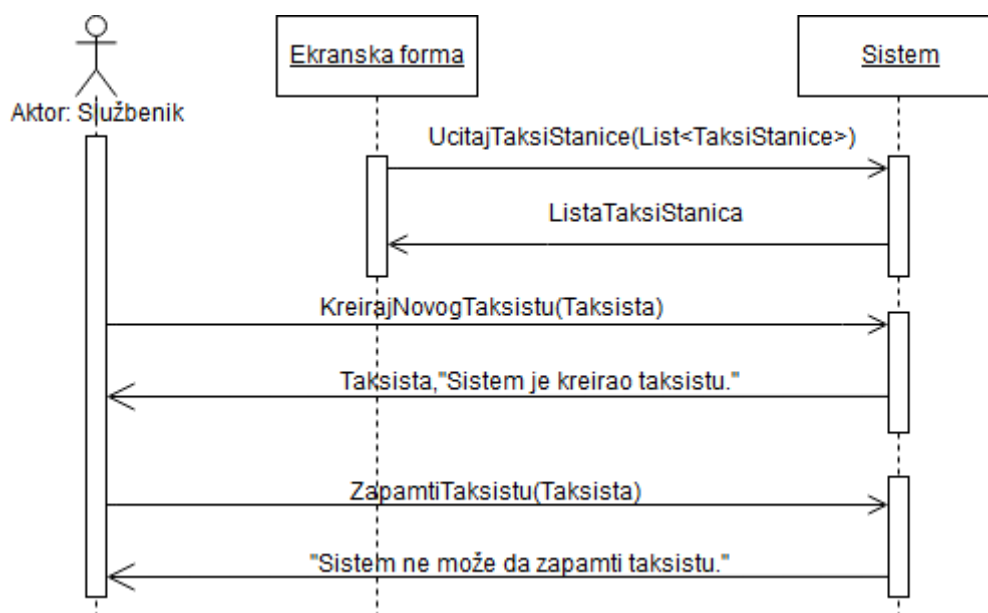 Ekranska forma
Sistem
Aktor: Službenik
UcitajTaksiStanice(List<TaksiStanice>)
ListaTaksiStanica
KreirajNovogTaksistu(Taksista)
Taksista,"Sistem je kreirao taksistu."
ZapamtiTaksistu(Taksista)
"Sistem ne može da zapamti taksistu."